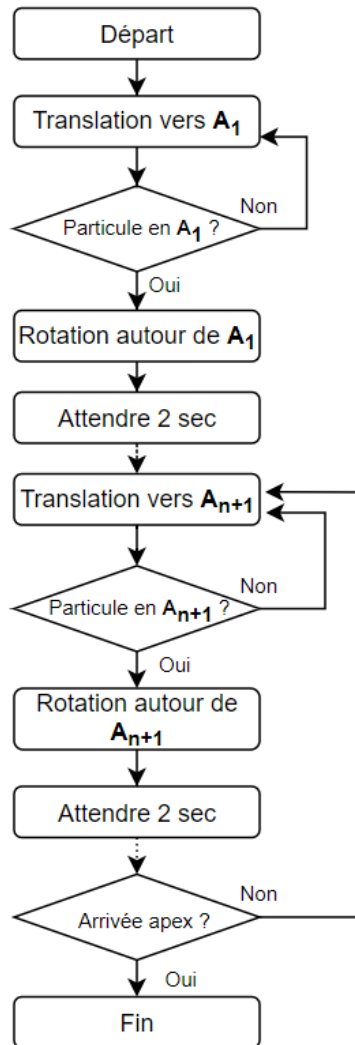 Départ
Translation vers A1
Particule en A1 ?
Non
Oui
Rotation autour de A1
Attendre 2 sec
Translation vers An+1
Non
Particule en An+1 ?
Oui
Rotation autour de
An+1
Attendre 2 sec
Non
Arrivée apex ?
Oui
Fin